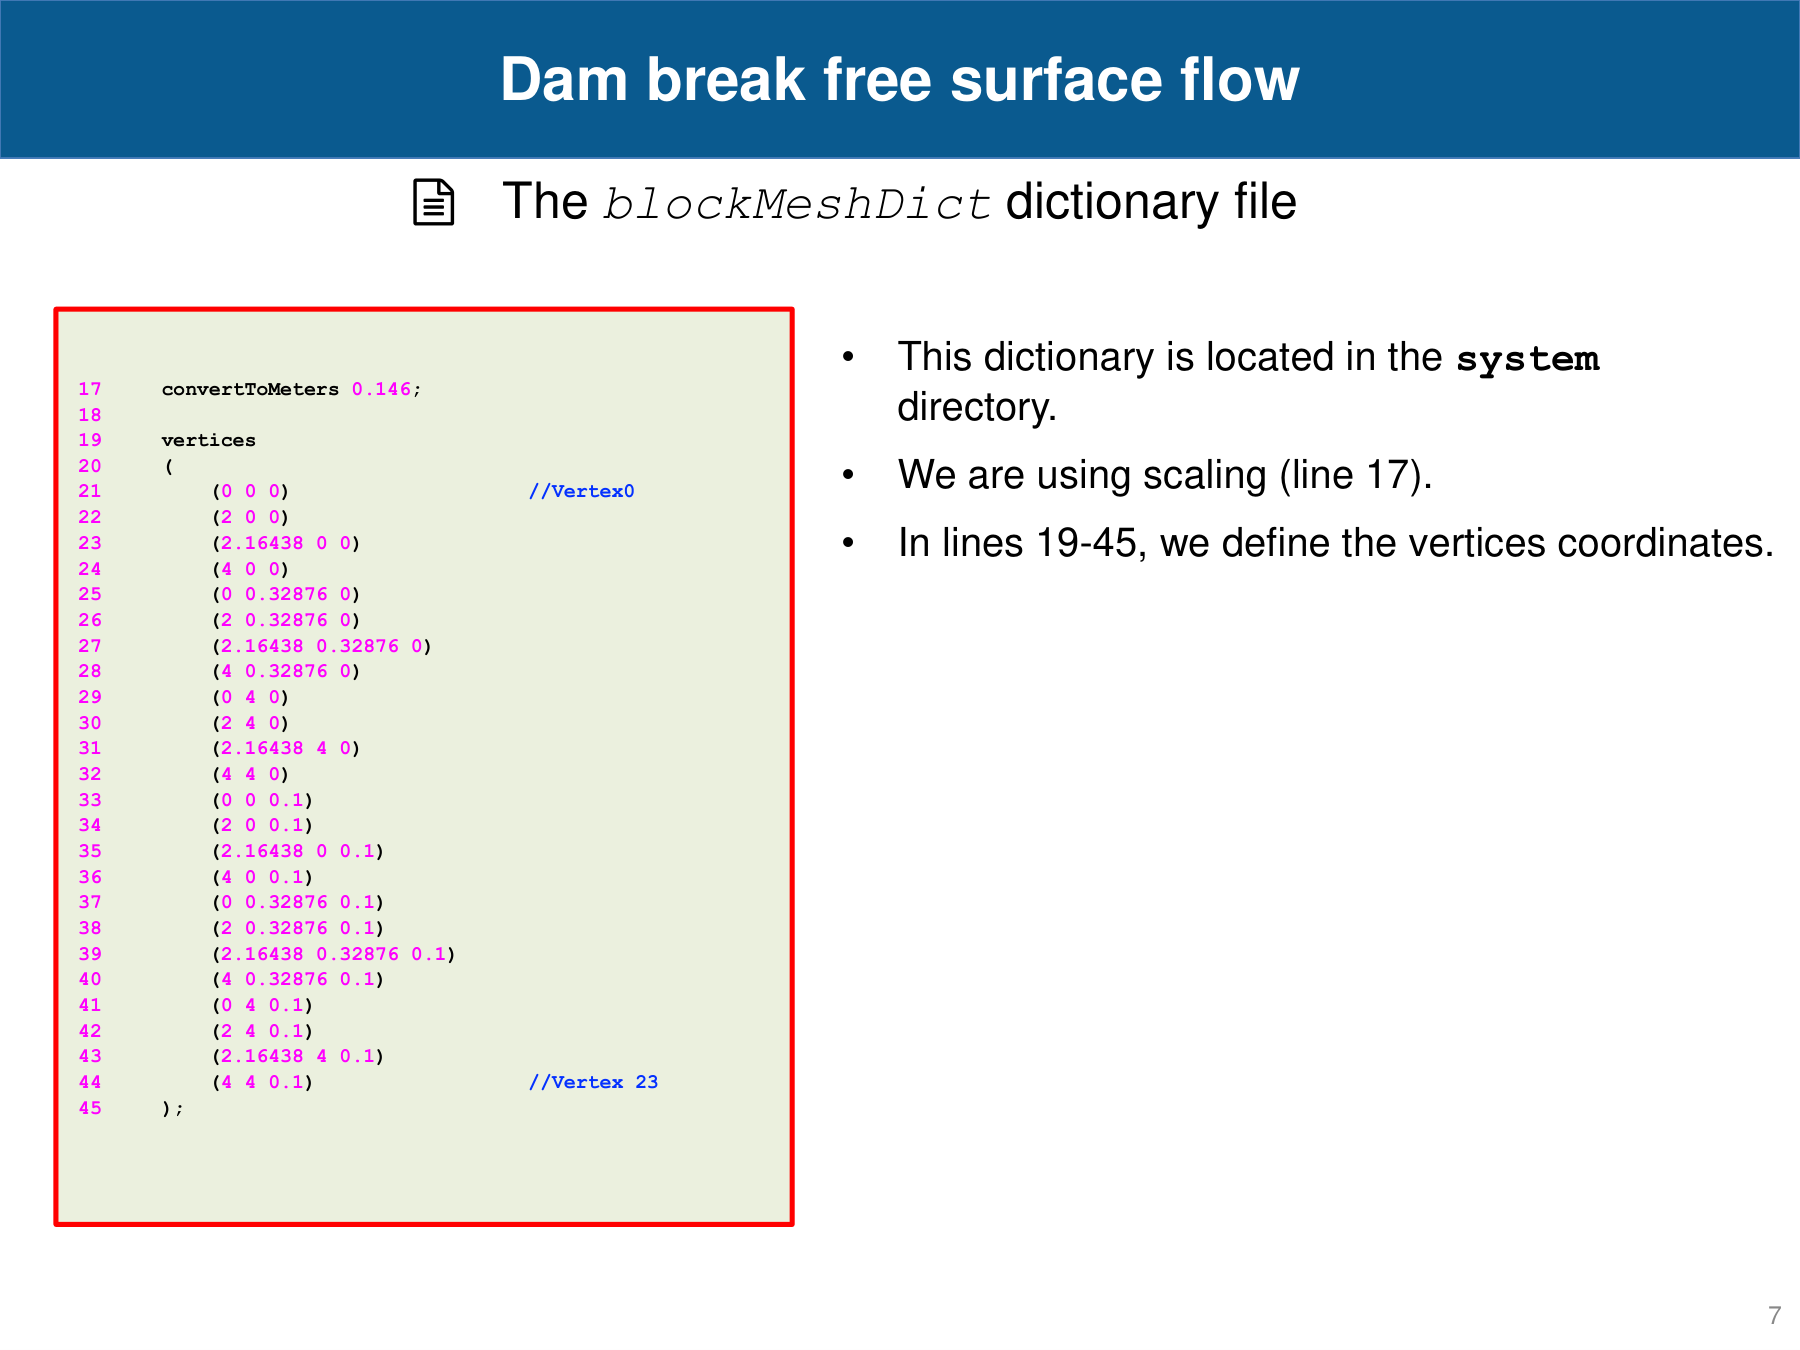 Dam break free surface flow
The blockMeshDict dictionary file
17 convertToMeters 0.146;
18
19 vertices
20 (
21 (0 0 0) //Vertex0
22 (2 0 0)
23 (2.16438 0 0)
24 (4 0 0)
25 (0 0.32876 0)
26 (2 0.32876 0)
27 (2.16438 0.32876 0)
28 (4 0.32876 0)
29 (0 4 0)
30 (2 4 0)
31 (2.16438 4 0)
32 (4 4 0)
33 (0 0 0.1)
34 (2 0 0.1)
35 (2.16438 0 0.1)
36 (4 0 0.1)
37 (0 0.32876 0.1)
38 (2 0.32876 0.1)
39 (2.16438 0.32876 0.1)
40 (4 0.32876 0.1)
41 (0 4 0.1)
42 (2 4 0.1)
43 (2.16438 4 0.1)
44 (4 4 0.1) //Vertex 23
45 );
• This dictionary is located in the system
directory.
• We are using scaling (line 17).
• In lines 19-45, we define the vertices coordinates.
7